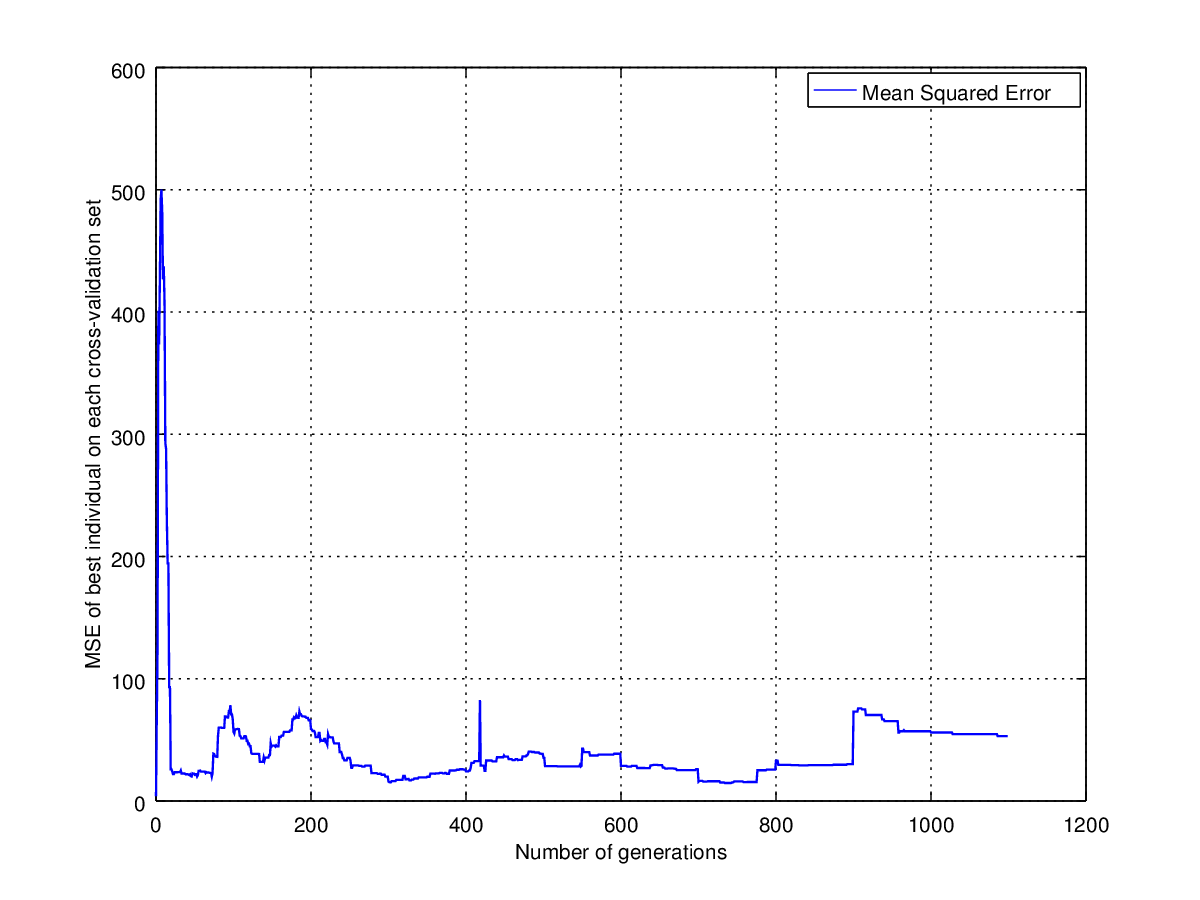 Mean Squared Error
600
500
400
300
200
100
0
MSE of best individual on each cross-validation set
0 200 400 600 800 1000 1200
Number of generations